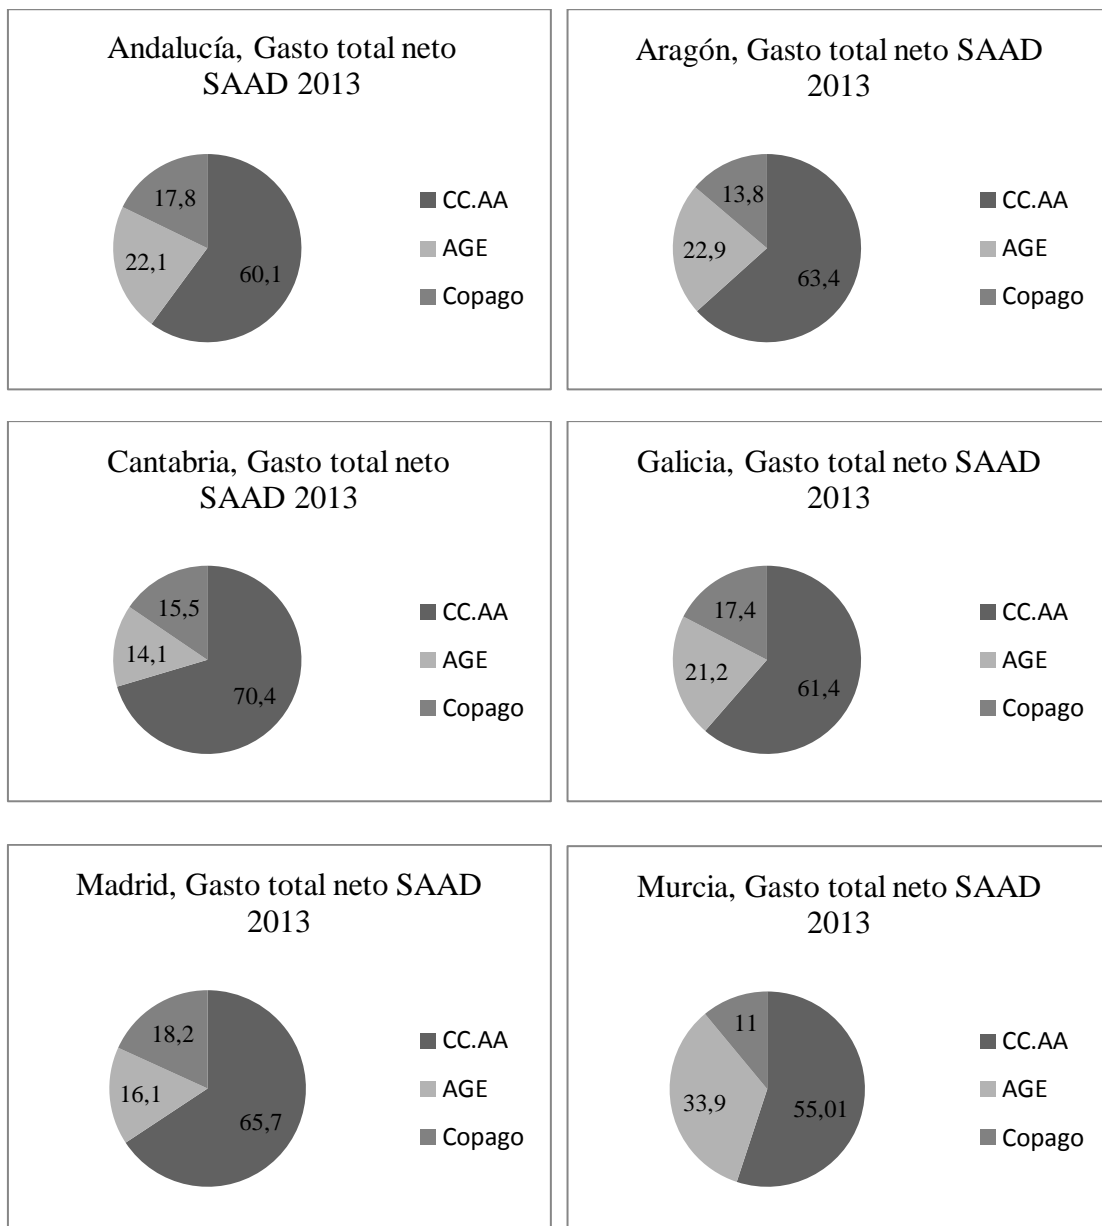 Andalucía, Gasto total neto
SAAD 2013
17,8
22,1
60,1
CC.AA
AGE
Copago
Aragón, Gasto total neto SAAD
2013
13,8
22,9
63,4
CC.AA
AGE
Copago
Cantabria, Gasto total neto
SAAD 2013
15,5
14,1
70,4
CC.AA
AGE
Copago
Galicia, Gasto total neto SAAD
2013
17,4
21,2
61,4
CC.AA
AGE
Copago
Madrid, Gasto total neto SAAD
2013
18,2
16,1
65,7
CC.AA
AGE
Copago
Murcia, Gasto total neto SAAD
2013
11
33,9
55,01
CC.AA
AGE
Copago